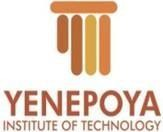 YENEPOYA
INSTITUTE OF TECHNOLOGY